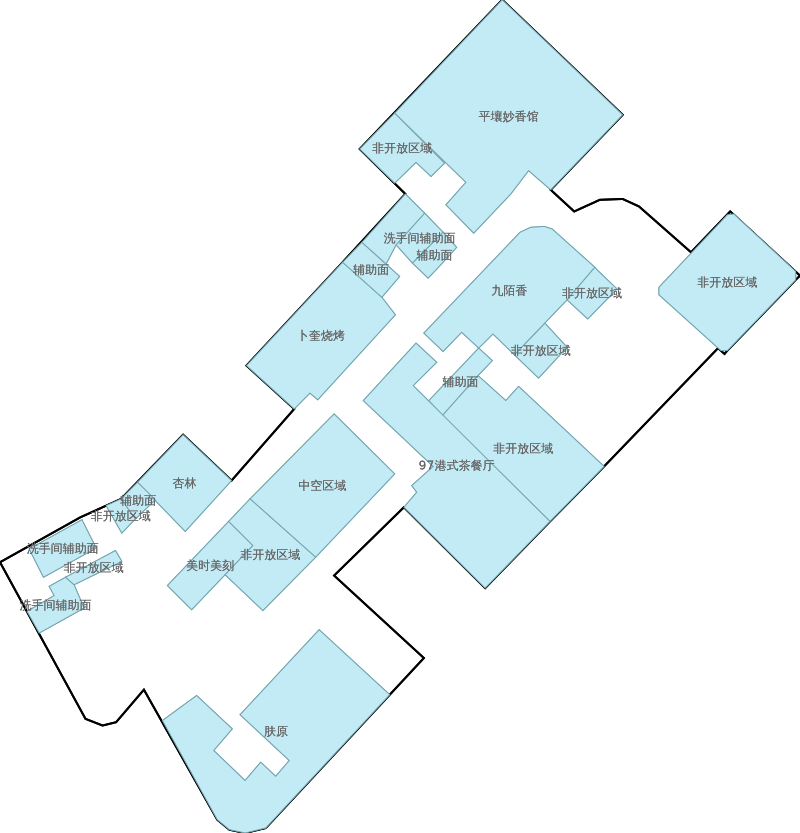 平壤妙香馆
非开放区域
洗手间辅助面
辅助面
辅助面
非开放区域
九陌香
非开放区域
卜奎烧烤
非开放区域
辅助面
非开放区域
97港式茶餐厅
杏林
中空区域
辅助面
非开放区域
洗手间辅助面
非开放区域
美时美刻
非开放区域
洗手间辅助面
肤原